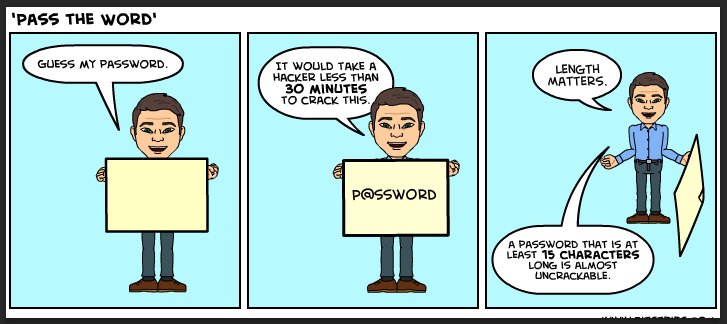 'PASS THE WORD'
GUESS MY PASSWORD.
IT WOULD TAKE A
HACKER LESS THAN
30 MINUTES
TO CRACK THIS.
P@SSWORD
LENGTH
MATTERS.
A PASSWORD THAT IS AT
LEAST 15 CHARACTERS
LONG IS ALMOST
UNCRACKABLE.